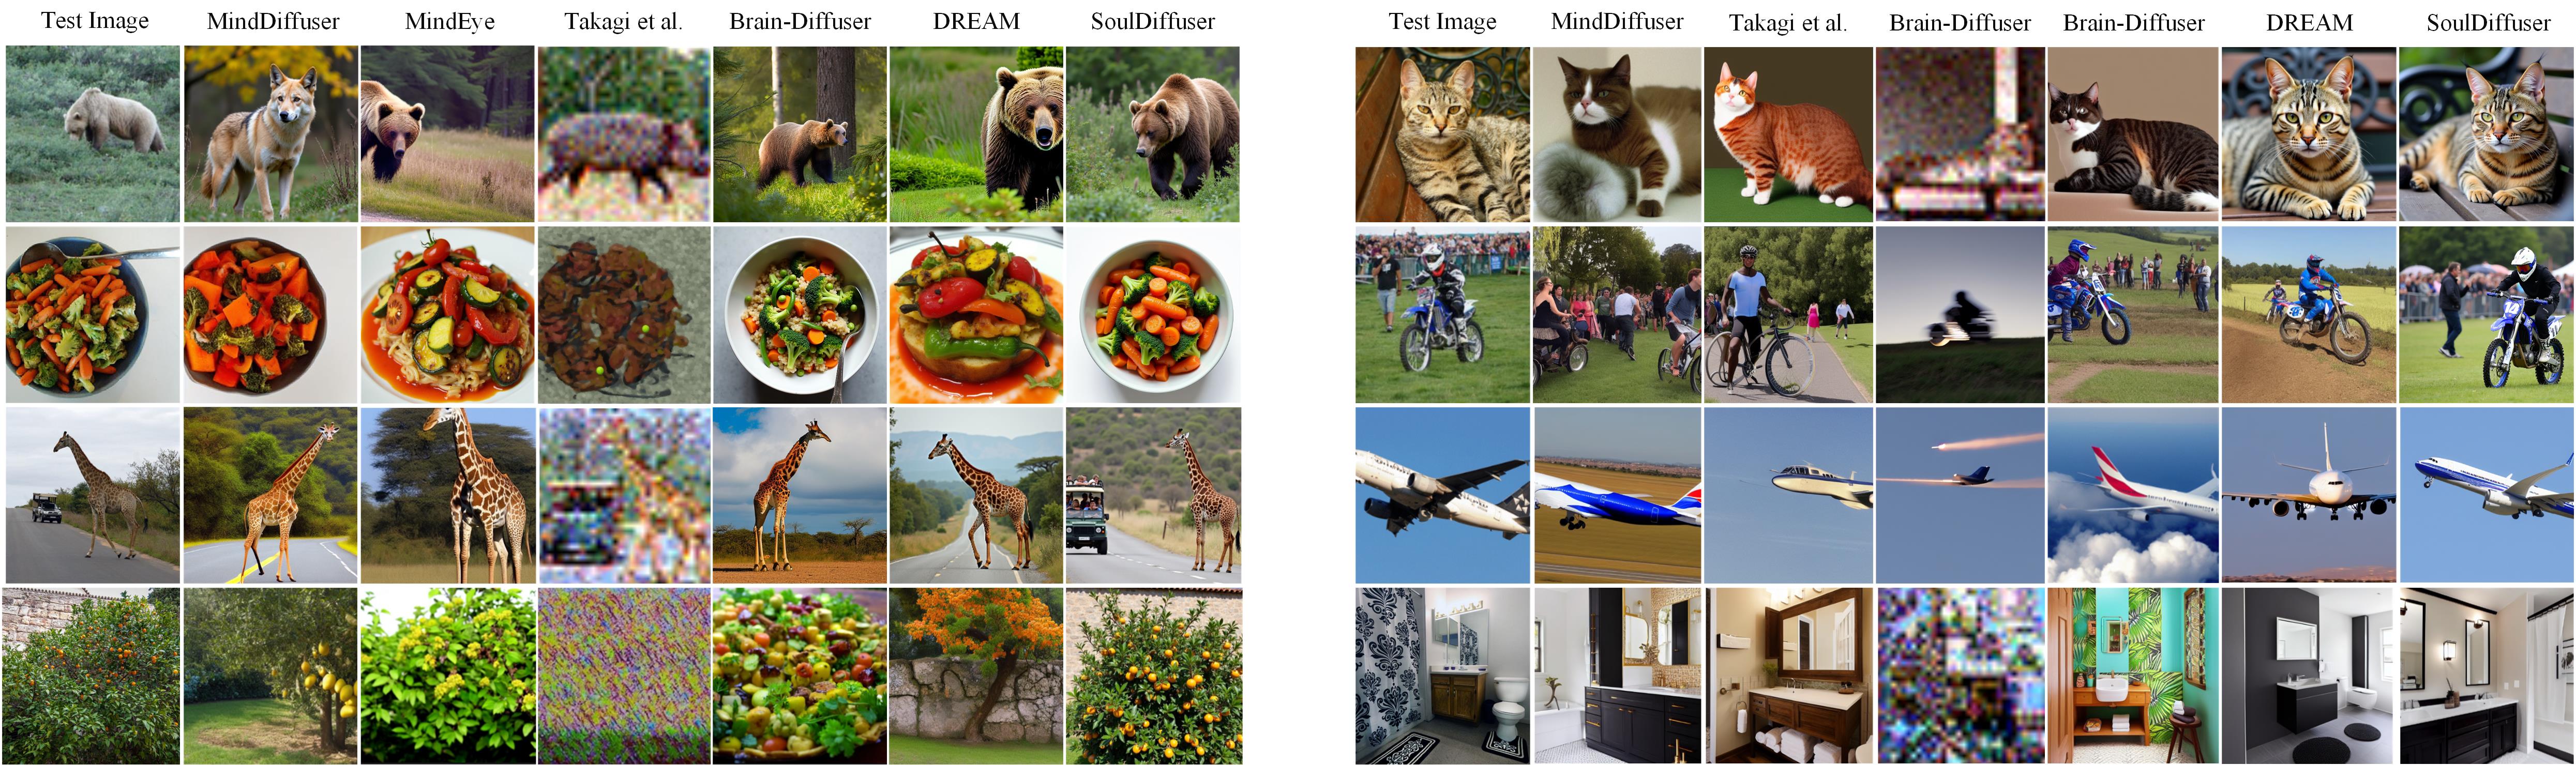 Test Image MindDiffuser MindEye Takagi et al. Brain-Diffuser DREAM SoulDiffuser
Test Image MindDiffuser Takagi et al. Brain-Diffuser Brain-Diffuser DREAM SoulDiffuser